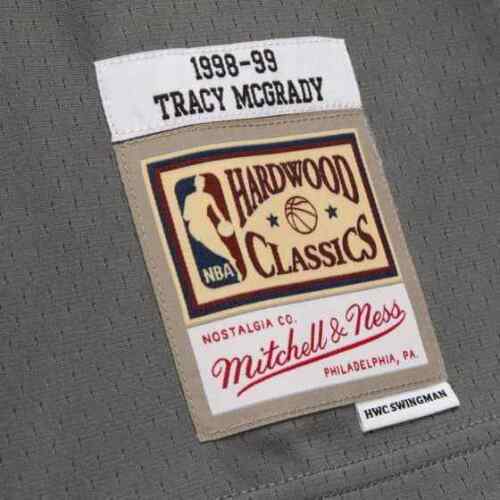 1998-99
TRACY MCGRADY
HARDWOOD
CLASSICS
NBA
NOSTALGIA CO.
Mitchell & Ness
PHILADELPHIA, PA.
HWC SWINGMAN